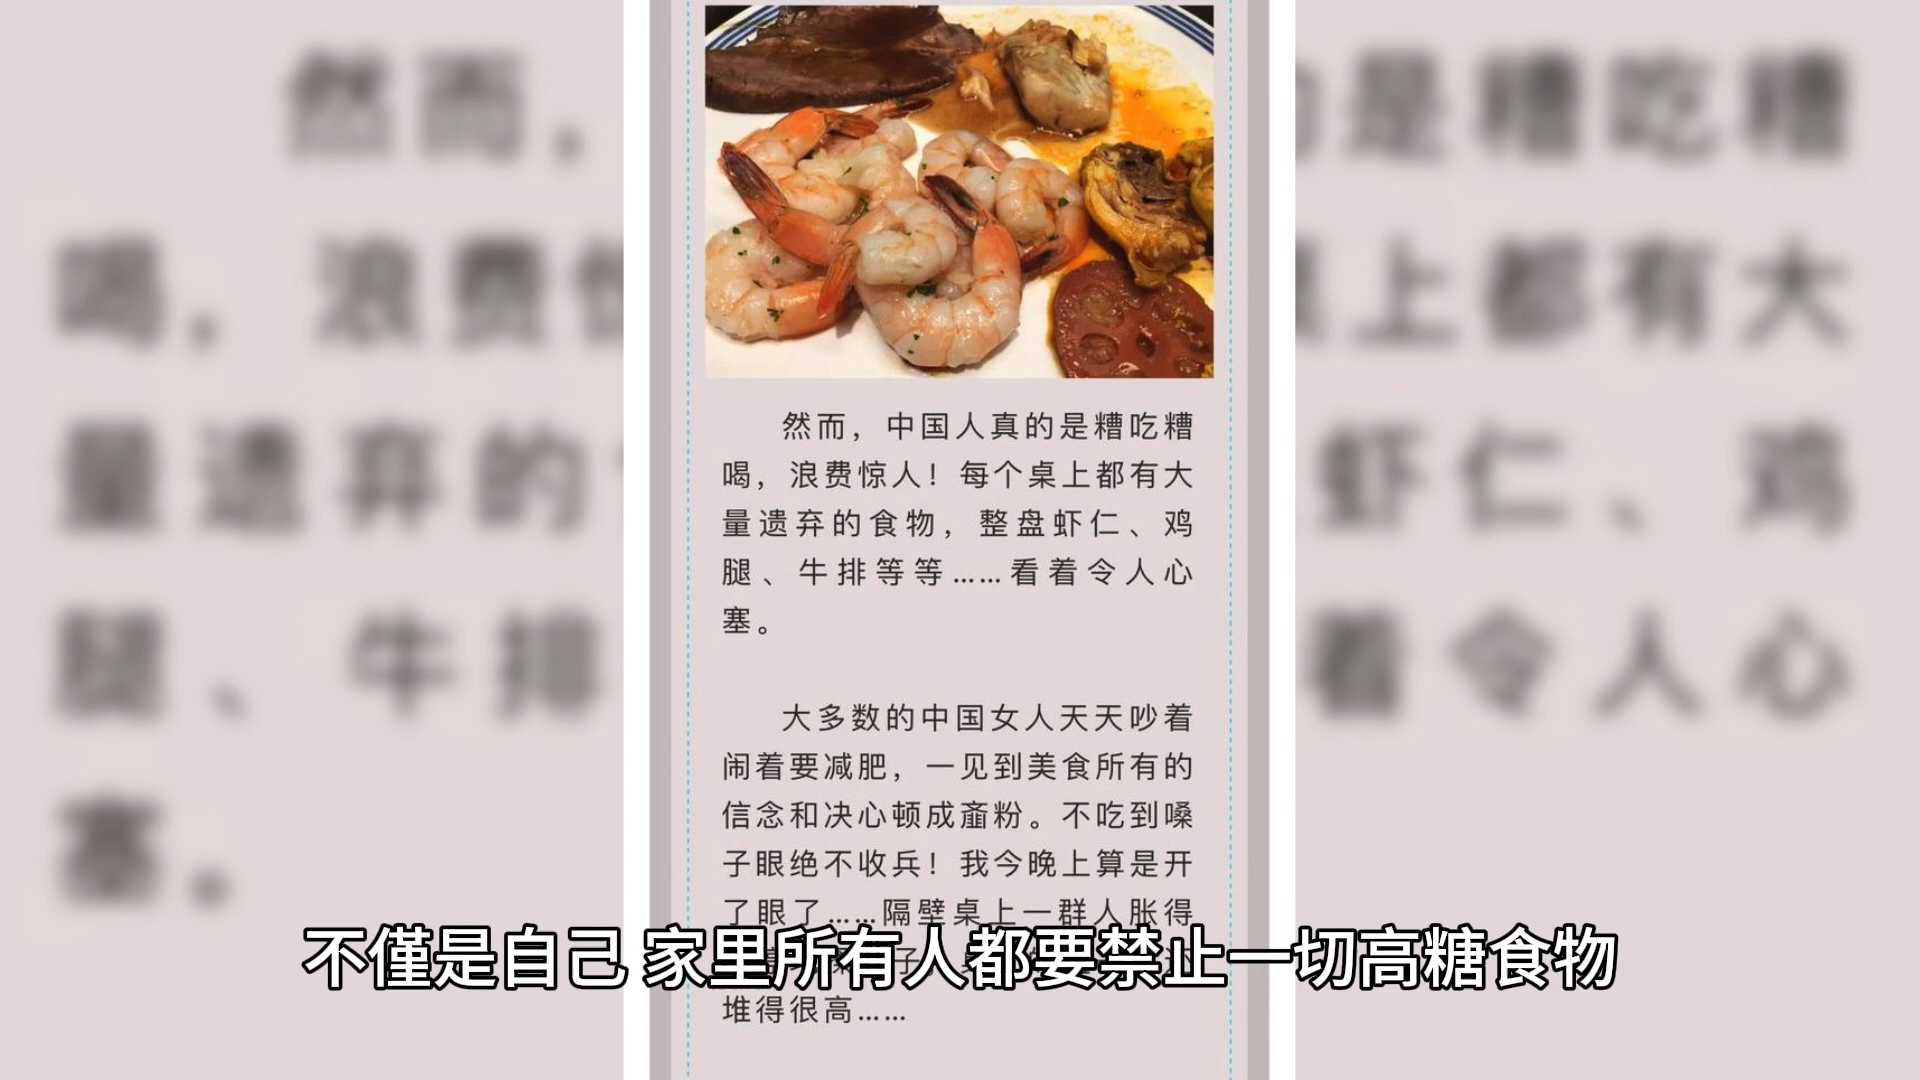 然而，中国人真的是糟吃糟
喝，浪费惊人！每个桌上都有大
量遗弃的食物，整盘虾仁、鸡
腿、牛排等等……看着令人心
塞。
大多数的中国女人天天吵着
闹着要减肥，一见到美食所有的
信念和决心顿成齑粉。不吃到嗓
子眼绝不收兵！我今晚上算是开
了眼了……隔壁桌上一群人胀得
子
堆得很高……
不僅是自己 家里所有人都要禁止一切高糖食物